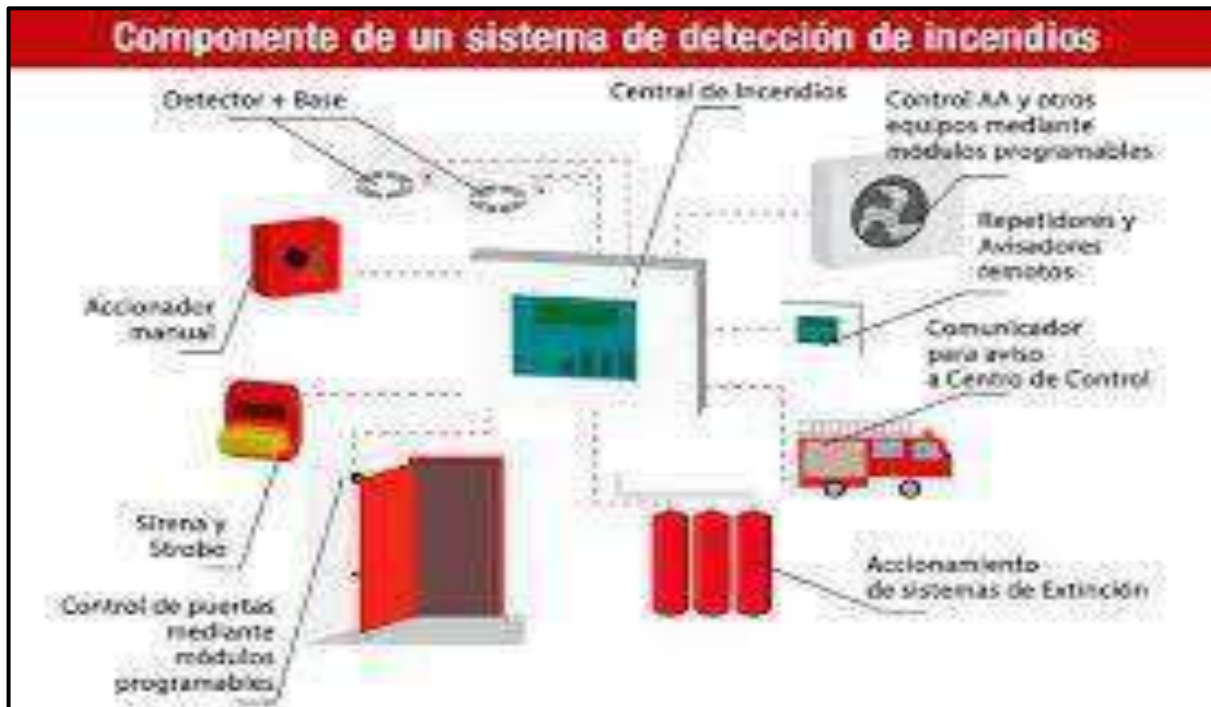 Componente de un sistema de detección de incendios
Detector + Base
Central de Incendios
Control AA y otros
equipos mediante
módulos programables
Repetidores y
Avisadores
remotos
Accionador
manual
Comunicador
para aviso
a Centro de Control
Sirena y
Strobo
Control de puertas
mediante
módulos
programables
Accionamiento
de sistemas de Extinción